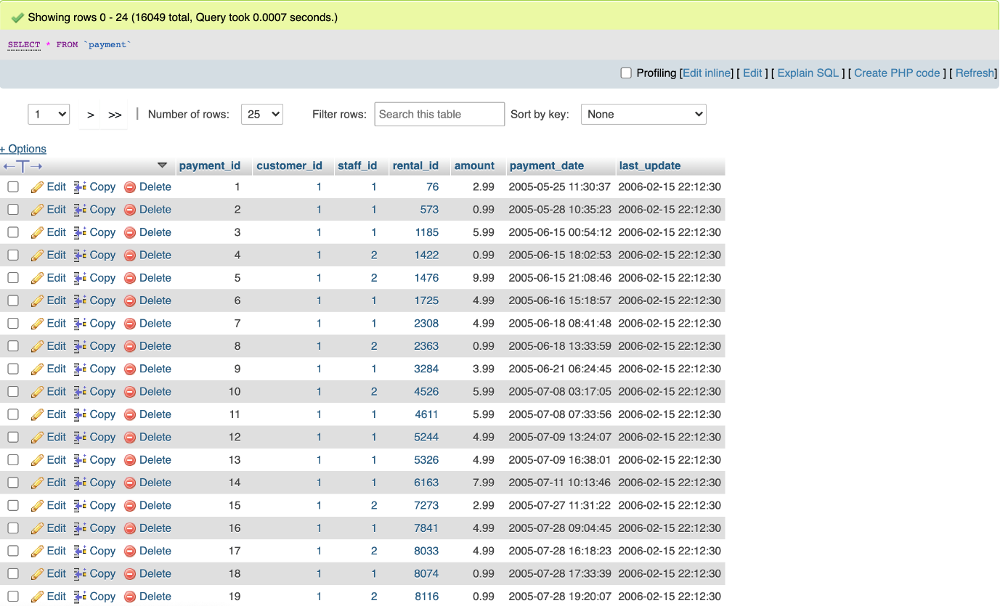 Showing rows 0 - 24 (16049 total, Query took 0.0007 seconds.)
SELECT * FROM `payment`
Profiling [Edit inline] [ Edit ] [ Explain SQL ] [ Create PHP code ] [ Refresh]
1 > >> | Number of rows: 25 Filter rows: Search this table Sort by key: None
+ Options
←T→ payment_id customer_id staff_id rental_id amount payment_date last_update
Edit Copy Delete 1 1 1 76 2.99 2005-05-25 11:30:37 2006-02-15 22:12:30
Edit Copy Delete 2 1 1 573 0.99 2005-05-28 10:35:23 2006-02-15 22:12:30
Edit Copy Delete 3 1 1 1185 5.99 2005-06-15 00:54:12 2006-02-15 22:12:30
Edit Copy Delete 4 1 2 1422 0.99 2005-06-15 18:02:53 2006-02-15 22:12:30
Edit Copy Delete 5 1 2 1476 9.99 2005-06-15 21:08:46 2006-02-15 22:12:30
Edit Copy Delete 6 1 1 1725 4.99 2005-06-16 15:18:57 2006-02-15 22:12:30
Edit Copy Delete 7 1 1 2308 4.99 2005-06-18 08:41:48 2006-02-15 22:12:30
Edit Copy Delete 8 1 2 2363 0.99 2005-06-18 13:33:59 2006-02-15 22:12:30
Edit Copy Delete 9 1 1 3284 3.99 2005-06-21 06:24:45 2006-02-15 22:12:30
Edit Copy Delete 10 1 2 4526 5.99 2005-07-08 03:17:05 2006-02-15 22:12:30
Edit Copy Delete 11 1 1 4611 5.99 2005-07-08 07:33:56 2006-02-15 22:12:30
Edit Copy Delete 12 1 1 5244 4.99 2005-07-09 13:24:07 2006-02-15 22:12:30
Edit Copy Delete 13 1 1 5326 4.99 2005-07-09 16:38:01 2006-02-15 22:12:30
Edit Copy Delete 14 1 1 6163 7.99 2005-07-11 10:13:46 2006-02-15 22:12:30
Edit Copy Delete 15 1 2 7273 2.99 2005-07-27 11:31:22 2006-02-15 22:12:30
Edit Copy Delete 16 1 1 7841 4.99 2005-07-28 09:04:45 2006-02-15 22:12:30
Edit Copy Delete 17 1 2 8033 4.99 2005-07-28 16:18:23 2006-02-15 22:12:30
Edit Copy Delete 18 1 1 8074 0.99 2005-07-28 17:33:39 2006-02-15 22:12:30
Edit Copy Delete 19 1 2 8116 0.99 2005-07-28 19:20:07 2006-02-15 22:12:30